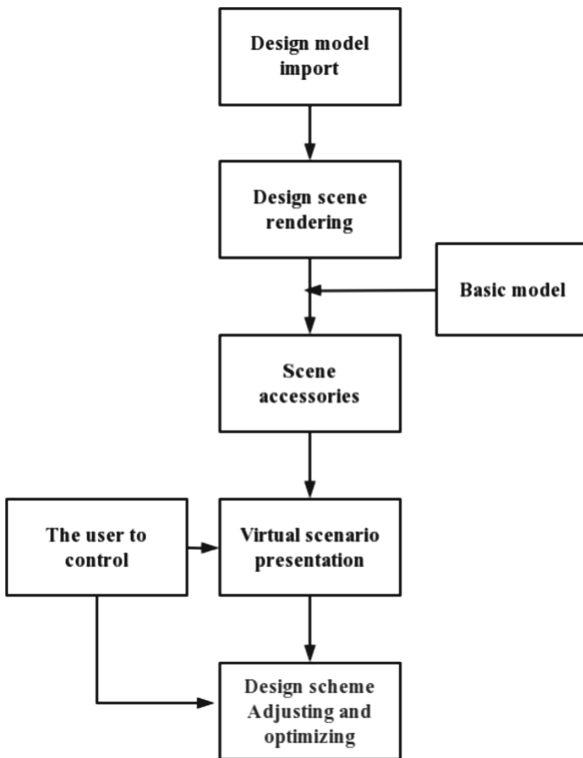 Design model
import
Design scene
rendering
Basic model
Scene
accessories
The user to
control
Virtual scenario
presentation
Design scheme
Adjusting and
optimizing